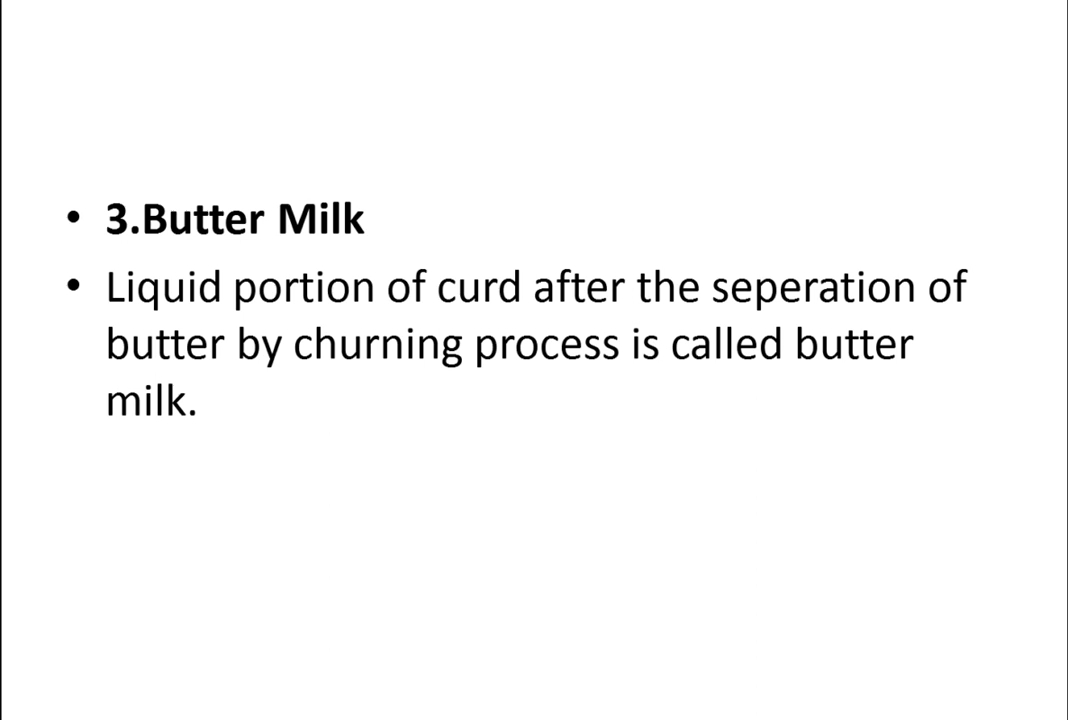 • 3.Butter Milk
• Liquid portion of curd after the seperation of
butter by churning process is called butter
milk.